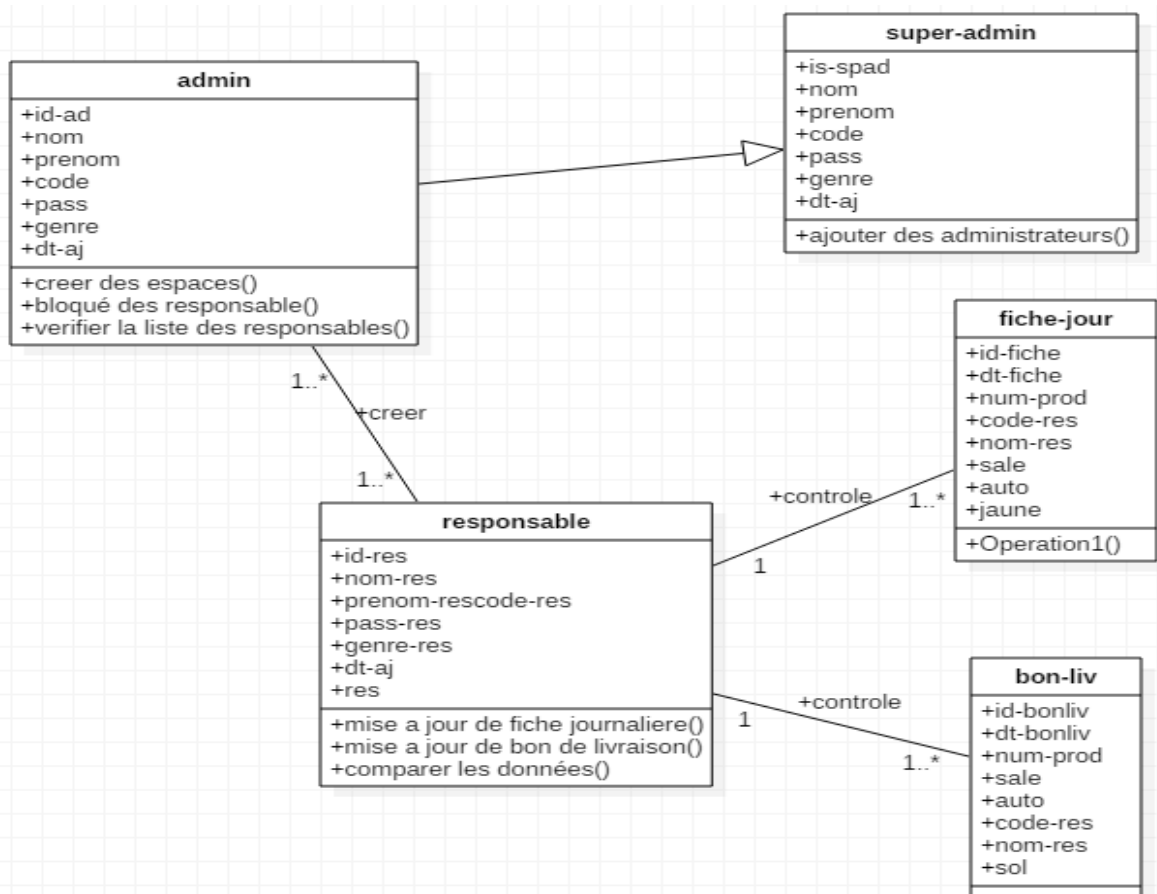 admin
+id-ad
+nom
+prenom
+code
+pass
+genre
+dt-aj
+creer des espaces()
+bloqué des responsable()
+verifier la liste des responsables()
super-admin
+is-spad
+nom
+prenom
+code
+pass
+genre
+dt-aj
+ajouter des administrateurs()
1..*
+creer
1..*
responsable
+id-res
+nom-res
+prenom-rescode-res
+pass-res
+genre-res
+dt-aj
+res
+mise a jour de fiche journaliere()
+mise a jour de bon de livraison()
+comparer les données()
+controle
1..*
1
fiche-jour
+id-fiche
+dt-fiche
+num-prod
+code-res
+nom-res
+sale
+auto
+jaune
+Operation1()
+controle
1
1..*
bon-liv
+id-bonliv
+dt-bonliv
+num-prod
+sale
+auto
+code-res
+nom-res
+sol